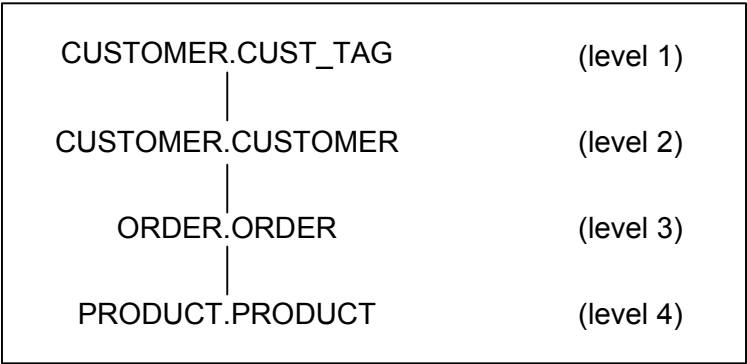 CUSTOMER.CUST_TAG (level 1)
CUSTOMER.CUSTOMER (level 2)
ORDER.ORDER (level 3)
PRODUCT.PRODUCT (level 4)